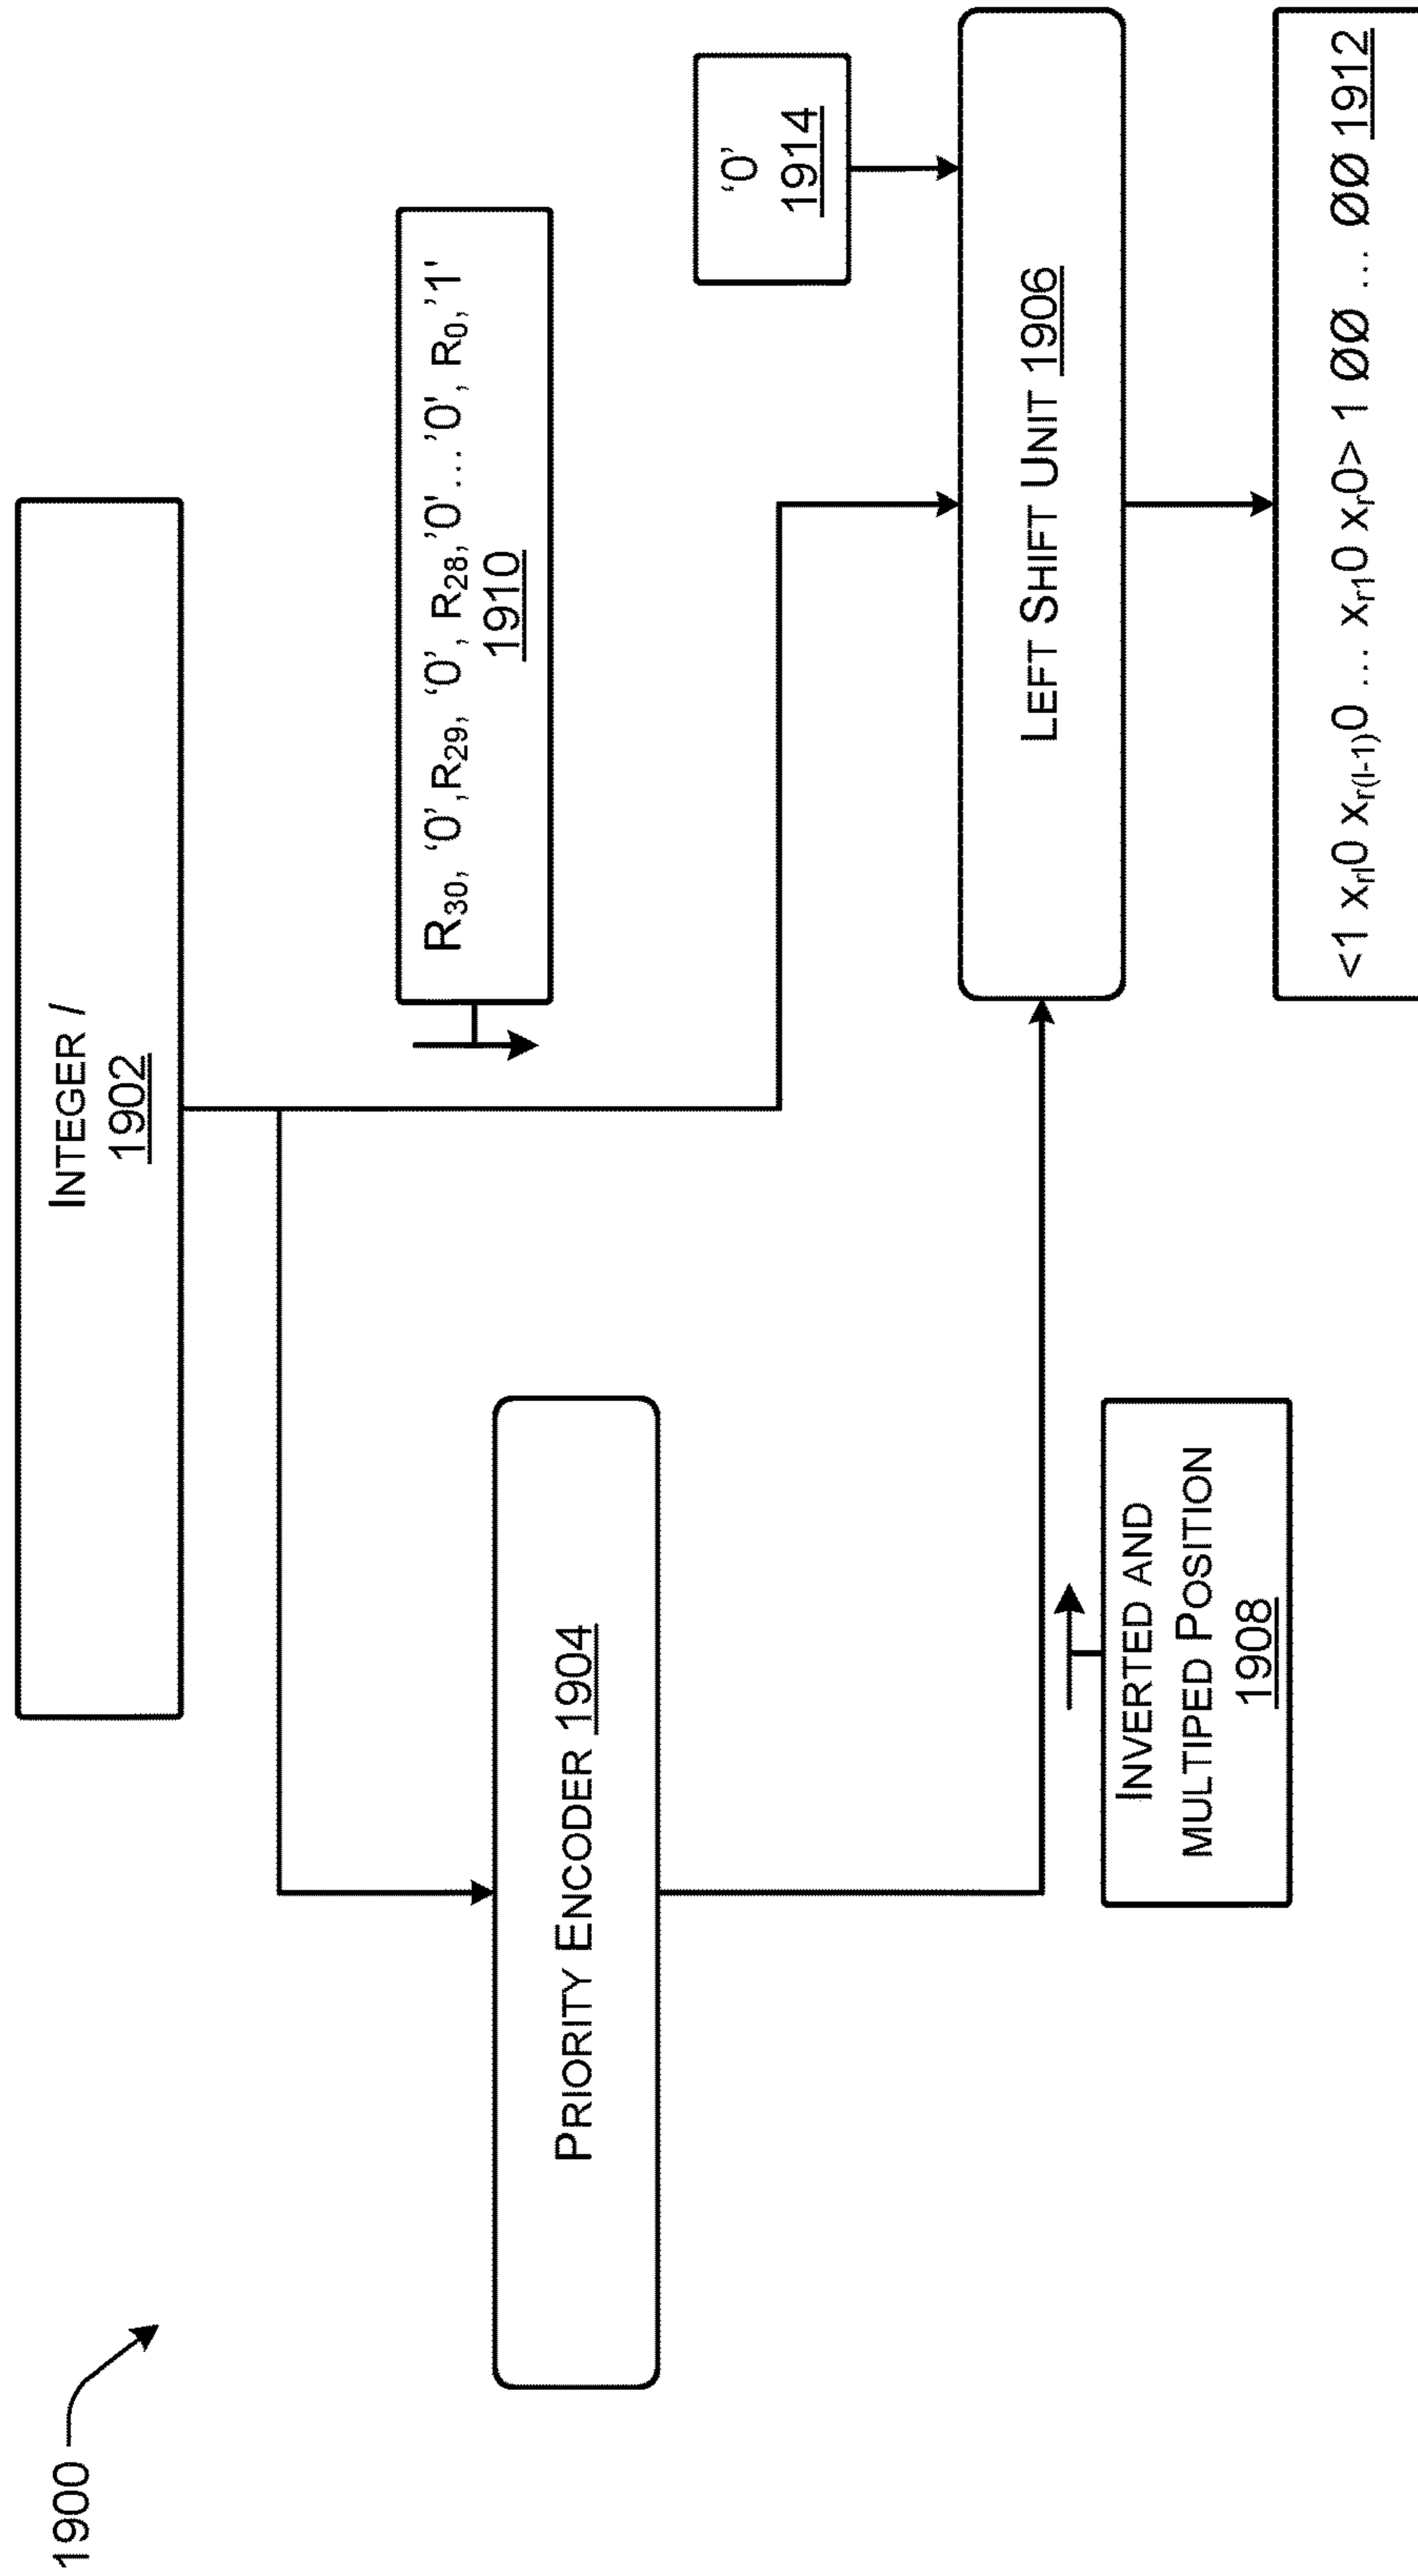 1900
INTEGER I
1902
R30, ‘0’,R29, ‘0’, R28,’0’…’0’, R0,’1'
1910
PRIORITY ENCODER 1904
‘0’
1914
LEFT SHIFT UNIT 1906
INVERTED AND
MULTIPED POSITION
1908
<1 xrl0 xr(l-1)0 … xr10 xr0> 1 ØØ … ØØ 1912